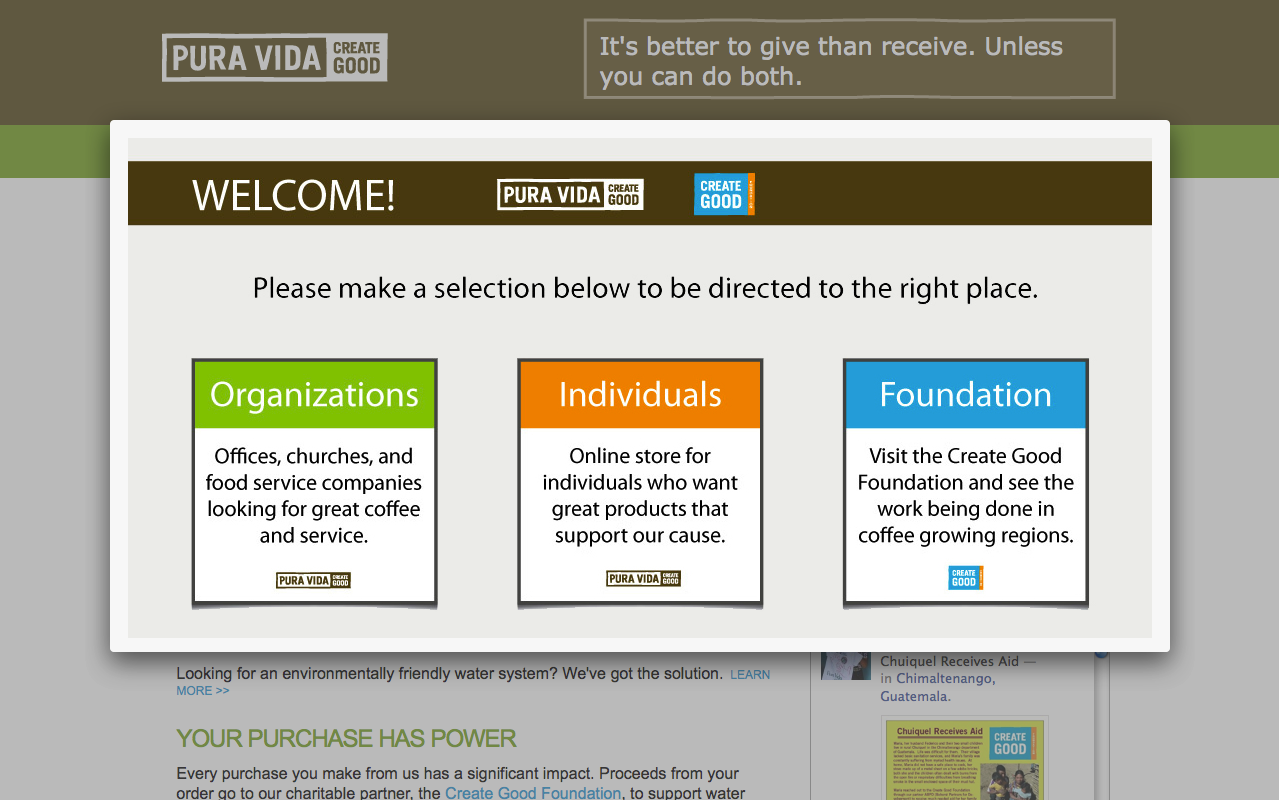 PURA VIDA CREATE GOOD
It's better to give than receive. Unless
you can do both.
WELCOME!
PURA VIDA CREATE GOOD
CREATE GOOD
Please make a selection below to be directed to the right place.
Organizations
Offices, churches, and
food service companies
looking for great coffee
and service.
PURA VIDA CREATE GOOD
Individuals
Online store for
individuals who want
great products that
support our cause.
PURA VIDA CREATE GOOD
Foundation
Visit the Create Good
Foundation and see the
work being done in
coffee growing regions.
CREATE GOOD
Looking for an environmentally friendly water system? We've got the solution. LEARN
MORE >>
YOUR PURCHASE HAS POWER
Every purchase you make from us has a significant impact. Proceeds from your
order go to our charitable partner, the Create Good Foundation, to support water
Chuiquel Receives Aid —
in Chimaltenango,
Guatemala.
Chuiquel Receives Aid
CREATE GOOD